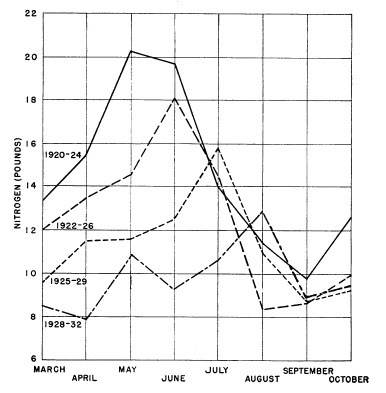 22
20
18
16
14
12
10
8
6
NITROGEN (POUNDS)
1920-24
1922-26
1925-29
1928-32
MARCH
APRIL
MAY
JUNE
JULY
AUGUST
SEPTEMBER
OCTOBER